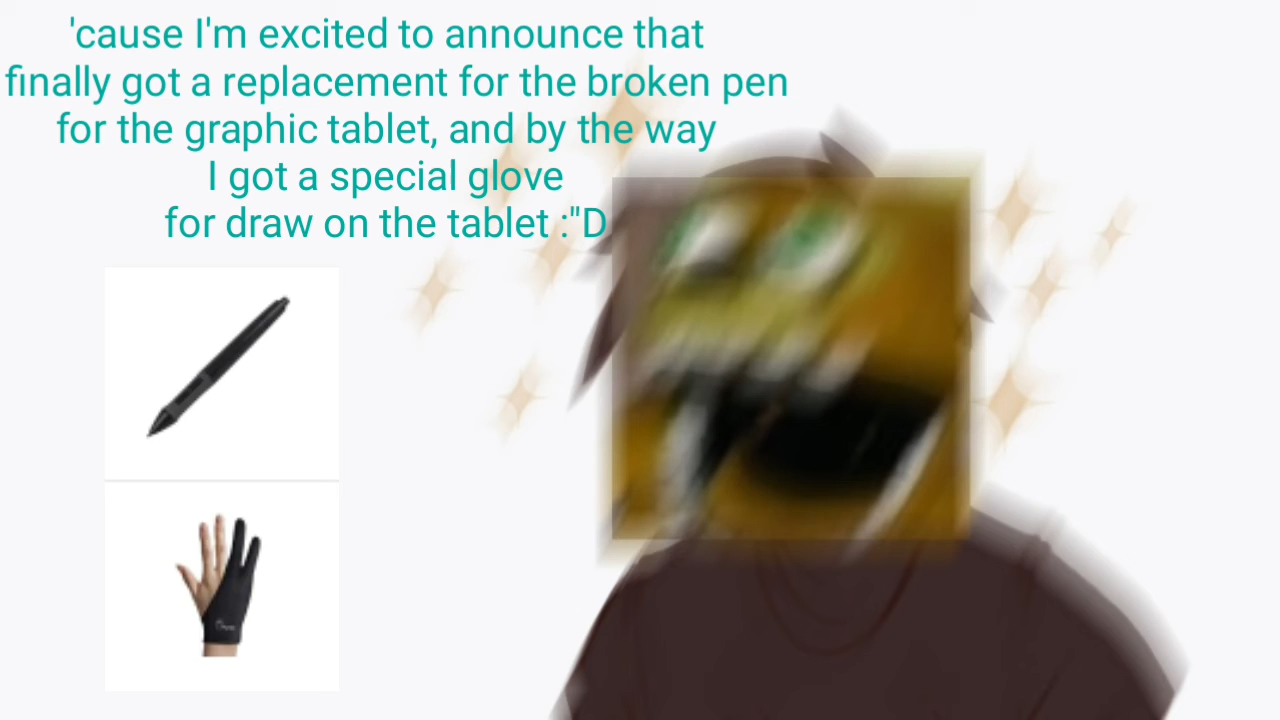 'cause I'm excited to announce that
finally got a replacement for the broken pen
for the graphic tablet, and by the way
I got a special glove
for draw on the tablet :"D